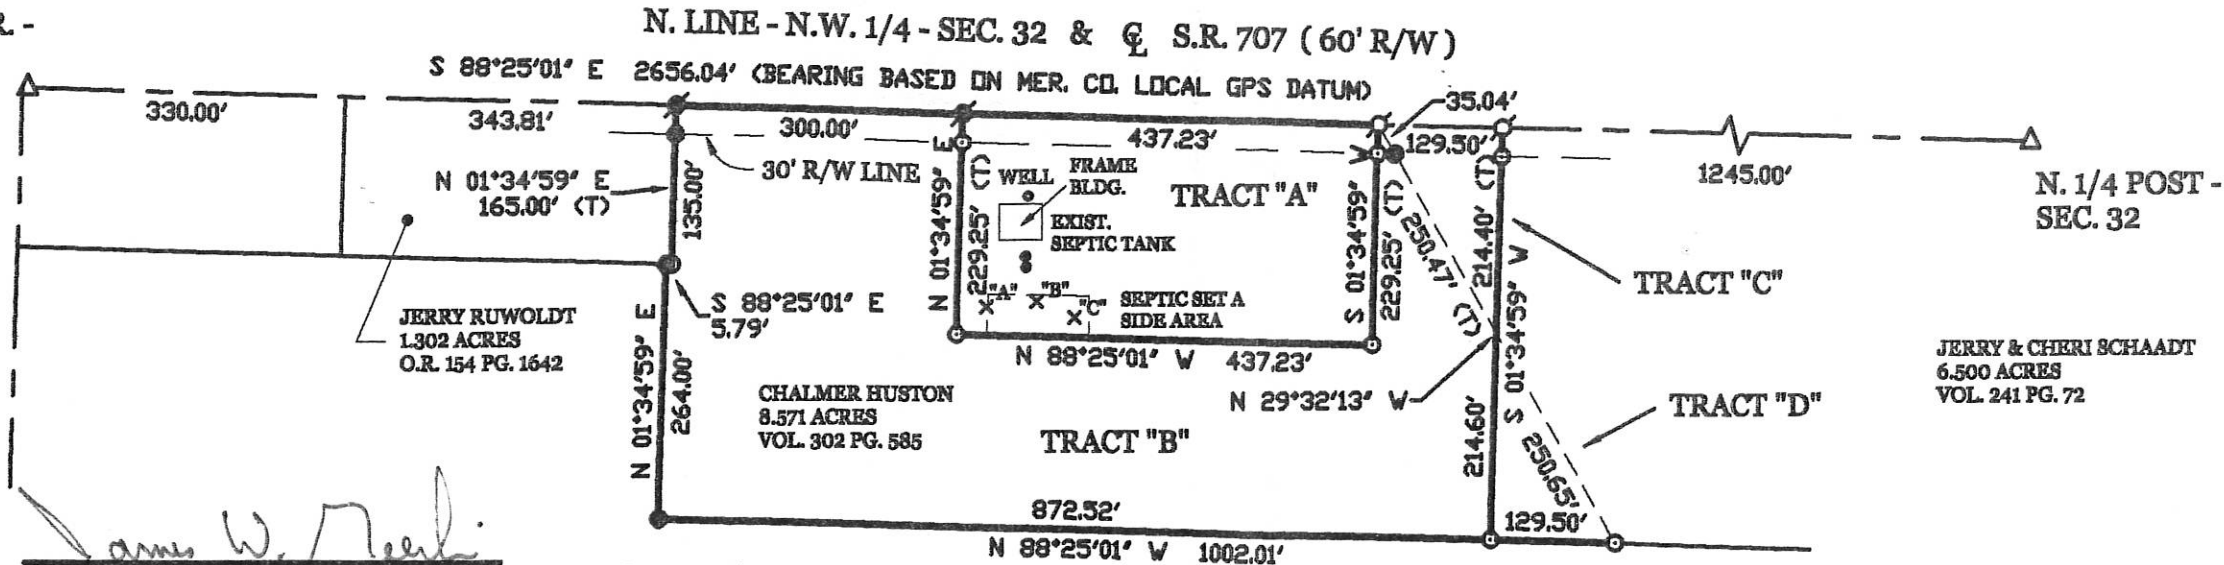 R. -
N. LINE - N.W. 1/4 - SEC. 32 & ℄ S.R. 707 ( 60' R/W )
S 88°25'01" E 2656.04' (BEARING BASED ON MER. CO. LOCAL GPS DATUM)
330.00'
343.81'
300.00'
437.23'
35.04'
129.50'
1245.00'
N. 1/4 POST -
SEC. 32
30' R/W LINE
N 01°34'59" E
165.00' (T)
135.00'
N 01°34'59" E
229.25' (T)
WELL
FRAME
BLDG.
TRACT "A"
EXIST.
SEPTIC TANK
"A"
"B"
"C"
SEPTIC SET A
SIDE AREA
S 01°34'59" W
229.25' (T)
250.47' (T)
214.40' (T)
S 01°34'59" W
TRACT "C"
JERRY RUWOLDT
1.302 ACRES
O.R. 154 PG. 1642
S 88°25'01" E
5.79'
N 01°34'59" E
264.00'
N 88°25'01" W 437.23'
CHALMER HUSTON
8.571 ACRES
VOL. 302 PG. 585
N 29°32'13" W
TRACT "B"
214.60'
250.65'
TRACT "D"
JERRY & CHERI SCHAADT
6.500 ACRES
VOL. 241 PG. 72
872.52'
129.50'
N 88°25'01" W 1002.01'
James W.